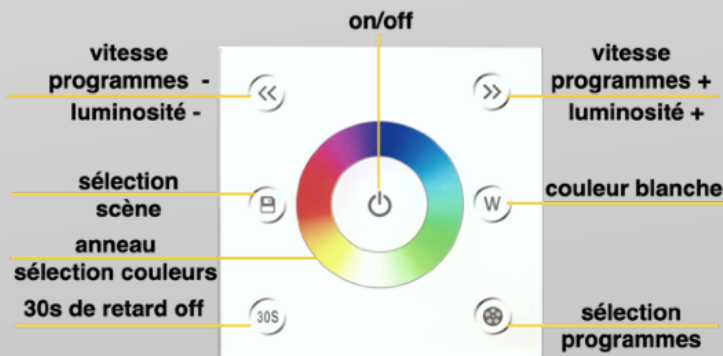 on/off
vitesse
programmes -
luminosité -
vitesse
programmes +
luminosité +
<<
>>
sélection
scène
W
couleur blanche
anneau
sélection couleurs
30s de retard off
30S
sélection
programmes